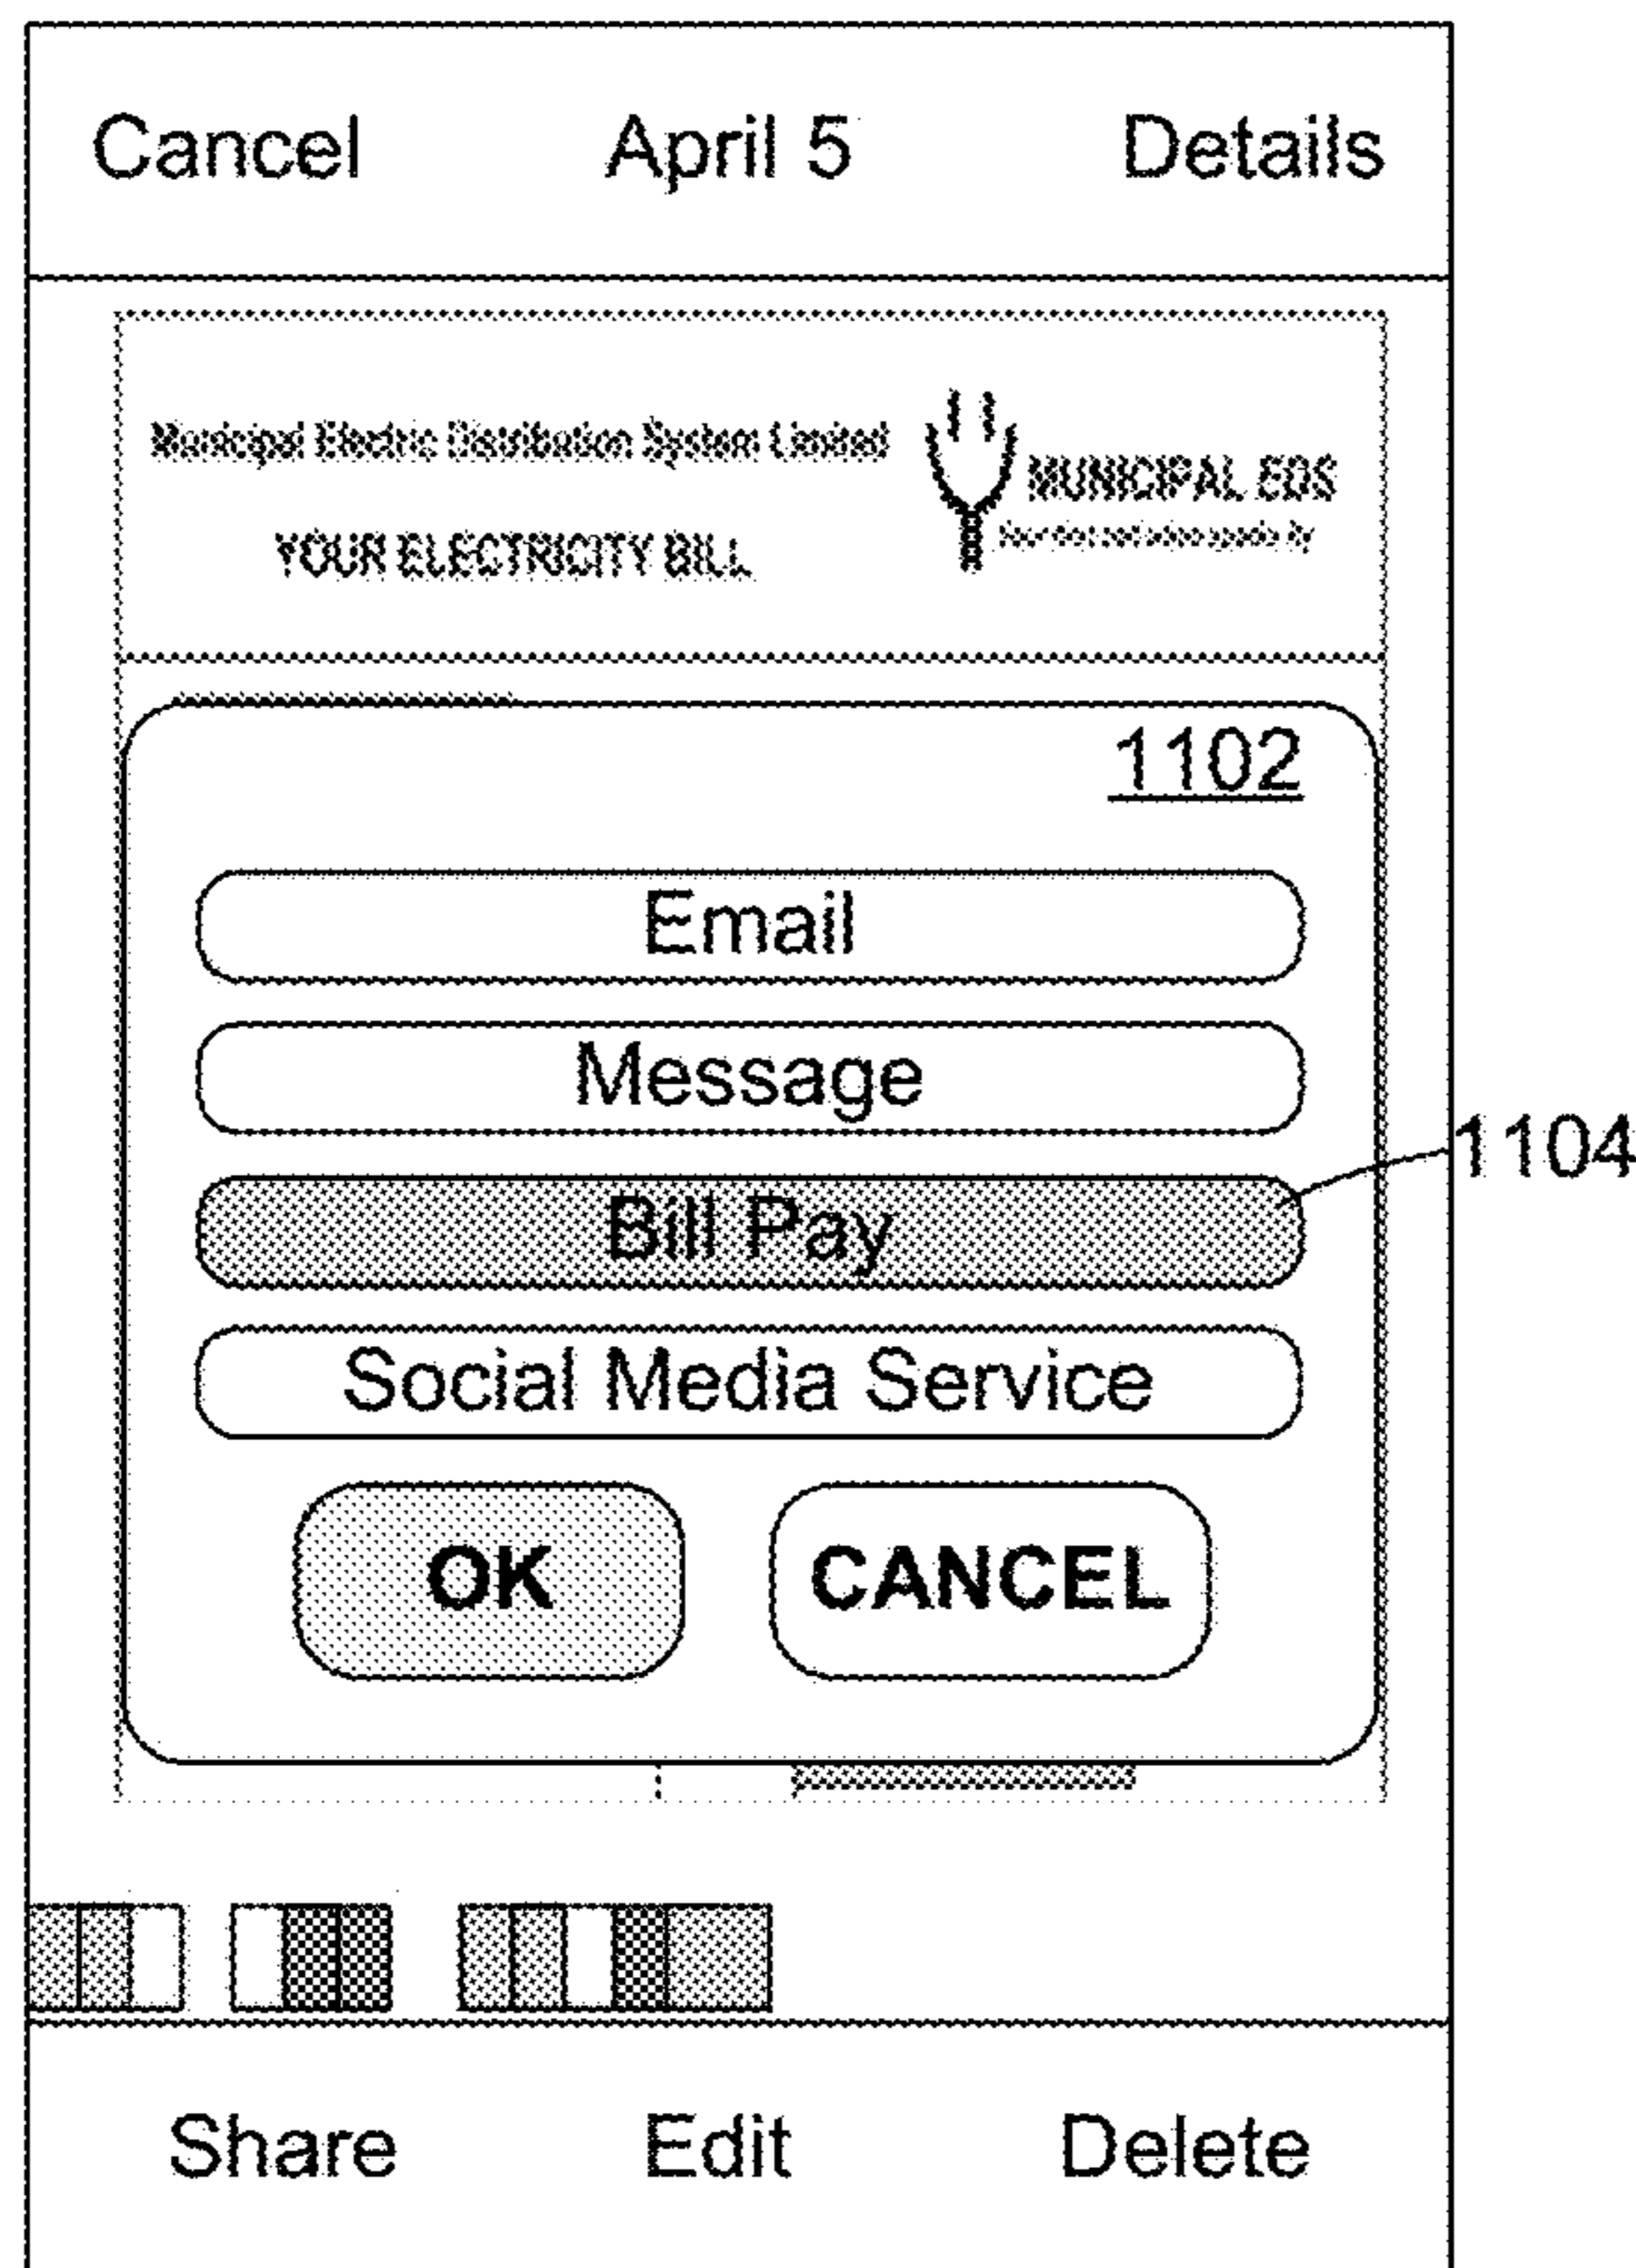 Cancel April 5 Details
Municipal Electric Distribution System Limited
MUNICIPAL EDS
YOUR ELECTRICITY BILL
1102
Email
Message
1104
Bill Pay
Social Media Service
OK CANCEL
Share Edit Delete